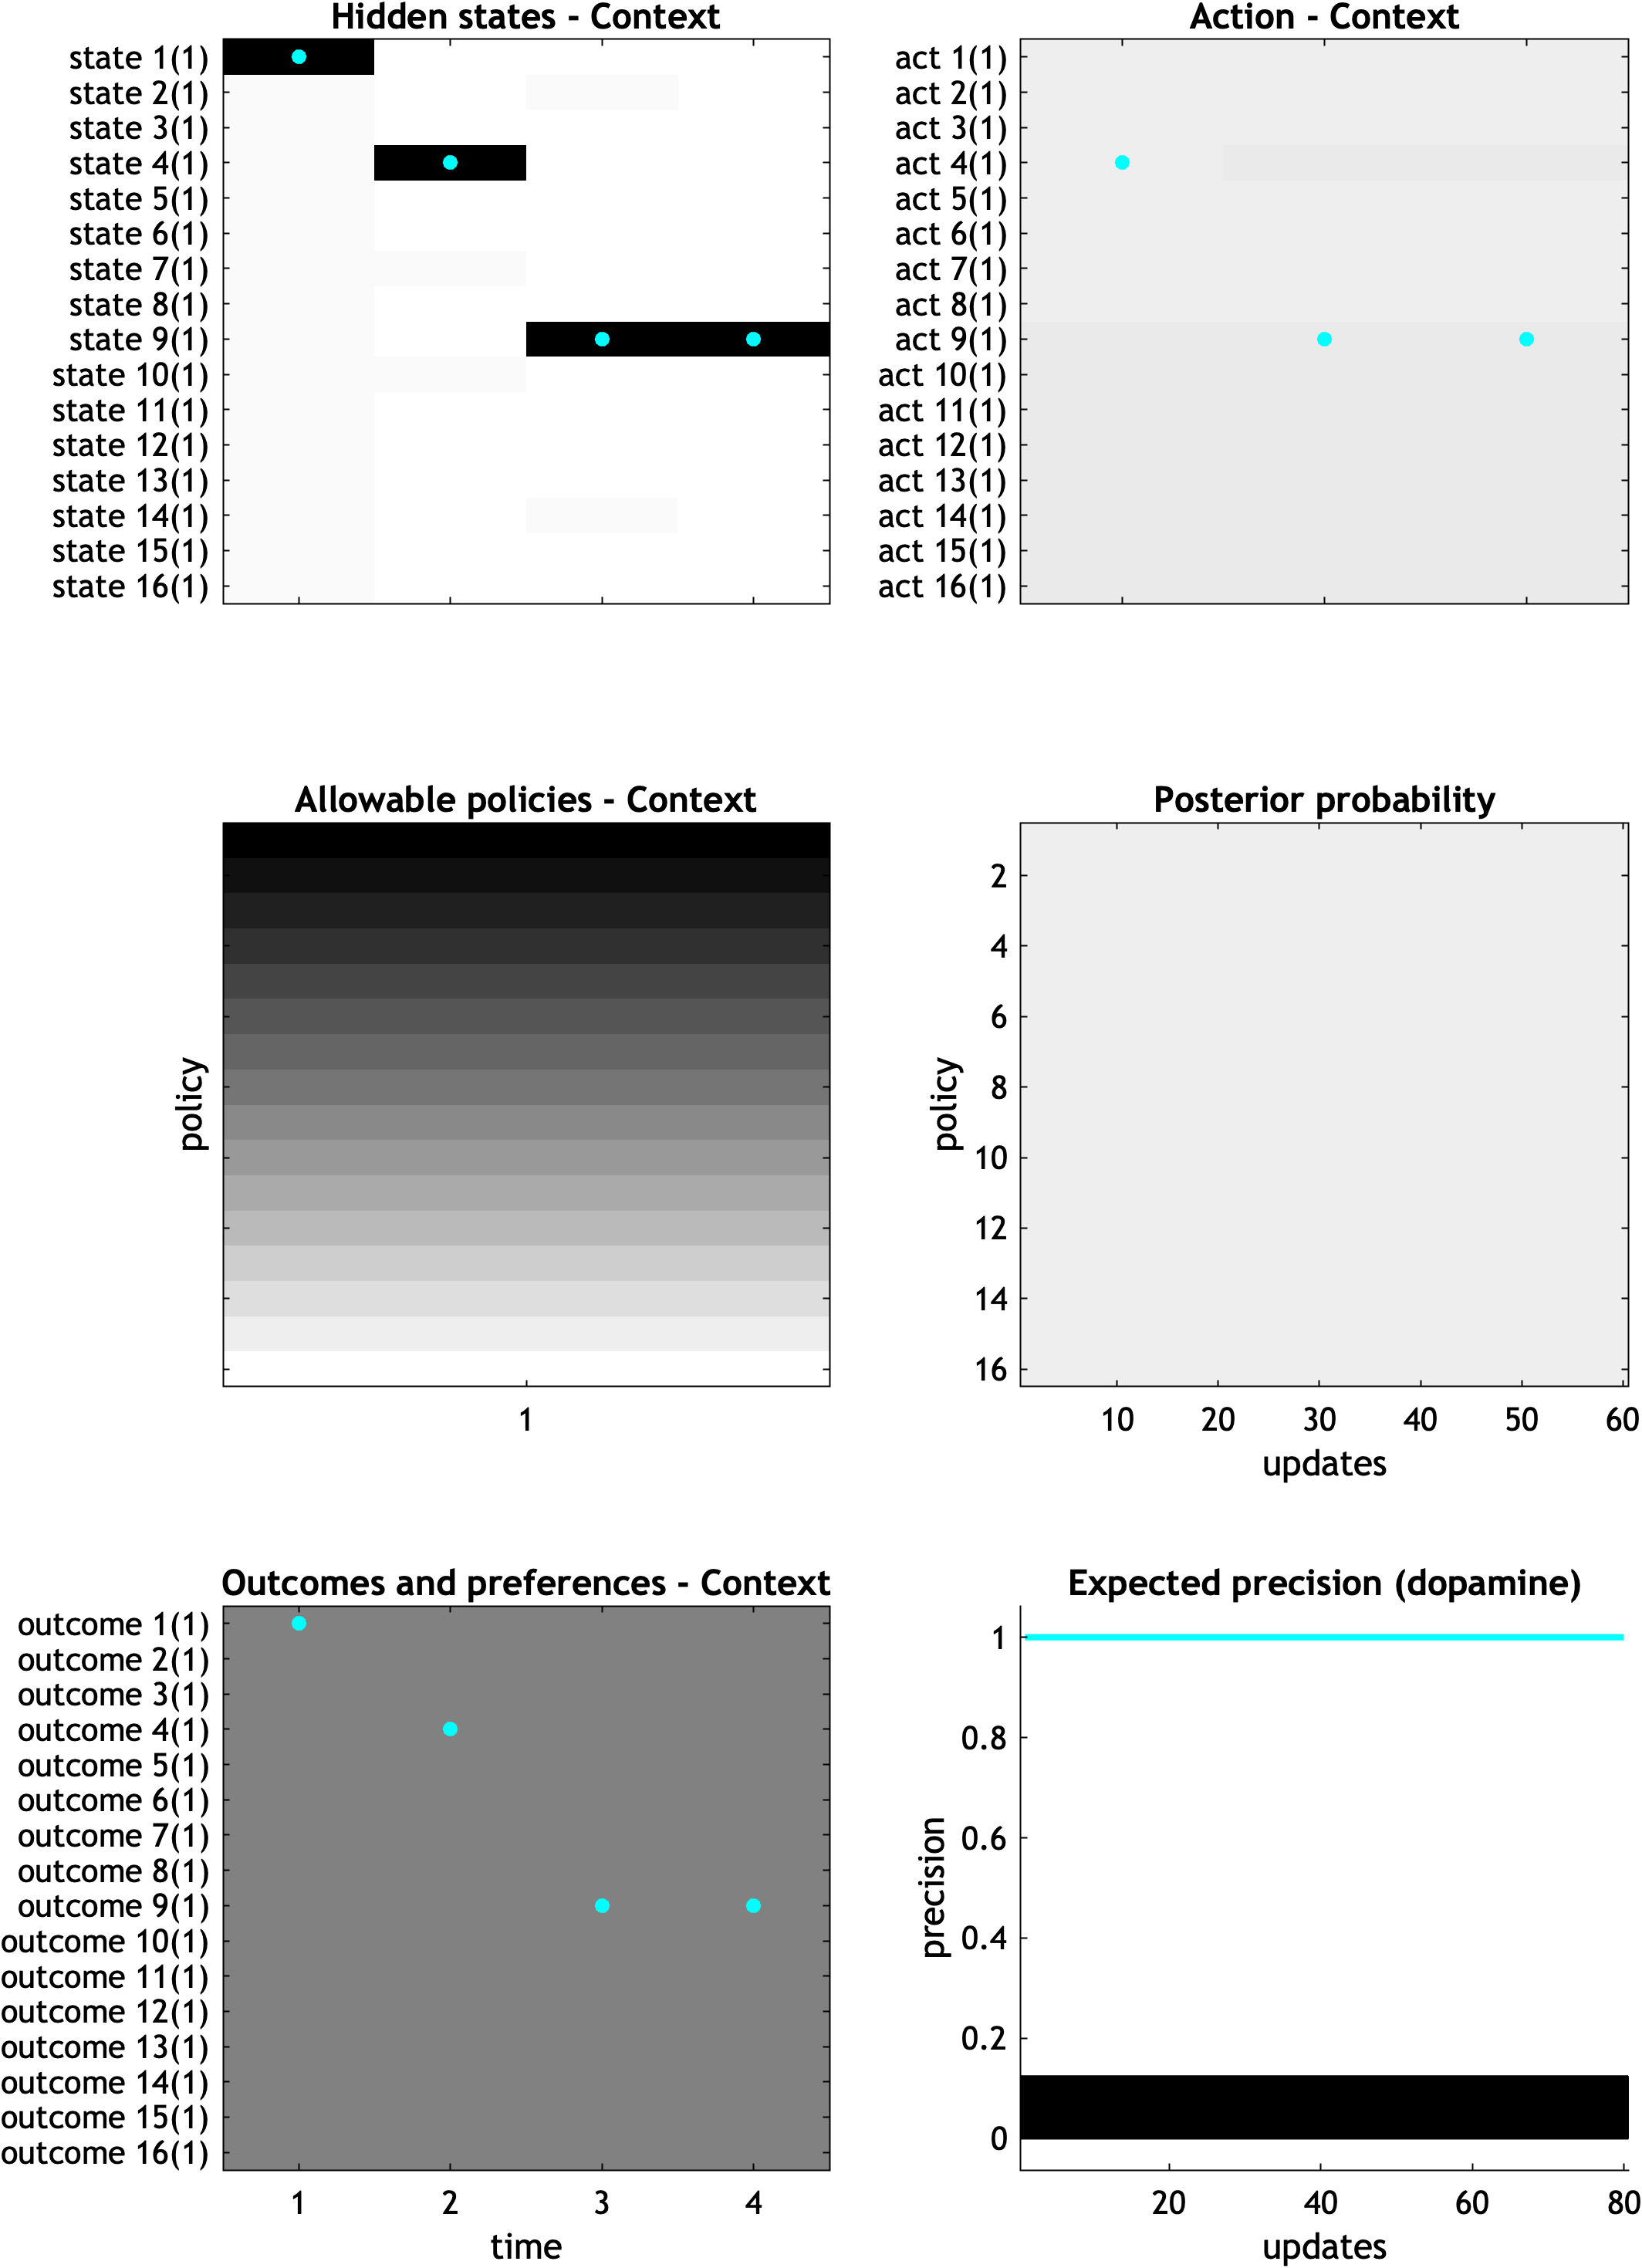 Hidden states - Context
state 1(1)
state 2(1)
state 3(1)
state 4(1)
state 5(1)
state 6(1)
state 7(1)
state 8(1)
state 9(1)
state 10(1)
state 11(1)
state 12(1)
state 13(1)
state 14(1)
state 15(1)
state 16(1)
Action - Context
act 1(1)
act 2(1)
act 3(1)
act 4(1)
act 5(1)
act 6(1)
act 7(1)
act 8(1)
act 9(1)
act 10(1)
act 11(1)
act 12(1)
act 13(1)
act 14(1)
act 15(1)
act 16(1)
Allowable policies - Context
policy
1
Posterior probability
policy
2
4
6
8
10
12
14
16
10 20 30 40 50 60
updates
Outcomes and preferences - Context
outcome 1(1)
outcome 2(1)
outcome 3(1)
outcome 4(1)
outcome 5(1)
outcome 6(1)
outcome 7(1)
outcome 8(1)
outcome 9(1)
outcome 10(1)
outcome 11(1)
outcome 12(1)
outcome 13(1)
outcome 14(1)
outcome 15(1)
outcome 16(1)
1 2 3 4
time
Expected precision (dopamine)
precision
1
0.8
0.6
0.4
0.2
0
20 40 60 80
updates